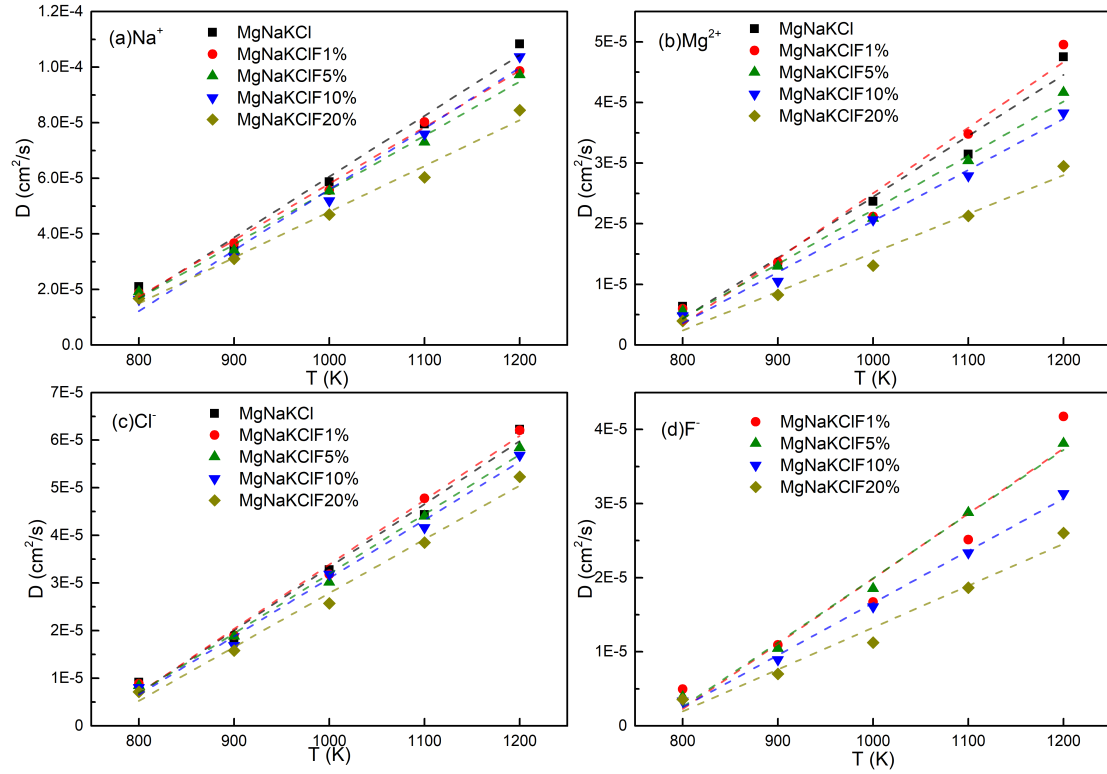 (a)Na+
MgNaKCl
MgNaKClF1%
MgNaKClF5%
MgNaKClF10%
MgNaKClF20%
1.2E-4
1.0E-4
8.0E-5
6.0E-5
4.0E-5
2.0E-5
0.0
D (cm2/s)
800 900 1000 1100 1200
T (K)
(b)Mg2+
MgNaKCl
MgNaKClF1%
MgNaKClF5%
MgNaKClF10%
MgNaKClF20%
5E-5
4E-5
3E-5
2E-5
1E-5
0
D (cm2/s)
800 900 1000 1100 1200
T (K)
(c)Cl-
MgNaKCl
MgNaKClF1%
MgNaKClF5%
MgNaKClF10%
MgNaKClF20%
7E-5
6E-5
5E-5
4E-5
3E-5
2E-5
1E-5
0
D (cm2/s)
800 900 1000 1100 1200
T (K)
(d)F-
MgNaKClF1%
MgNaKClF5%
MgNaKClF10%
MgNaKClF20%
4E-5
3E-5
2E-5
1E-5
0
D (cm2/s)
800 900 1000 1100 1200
T (K)